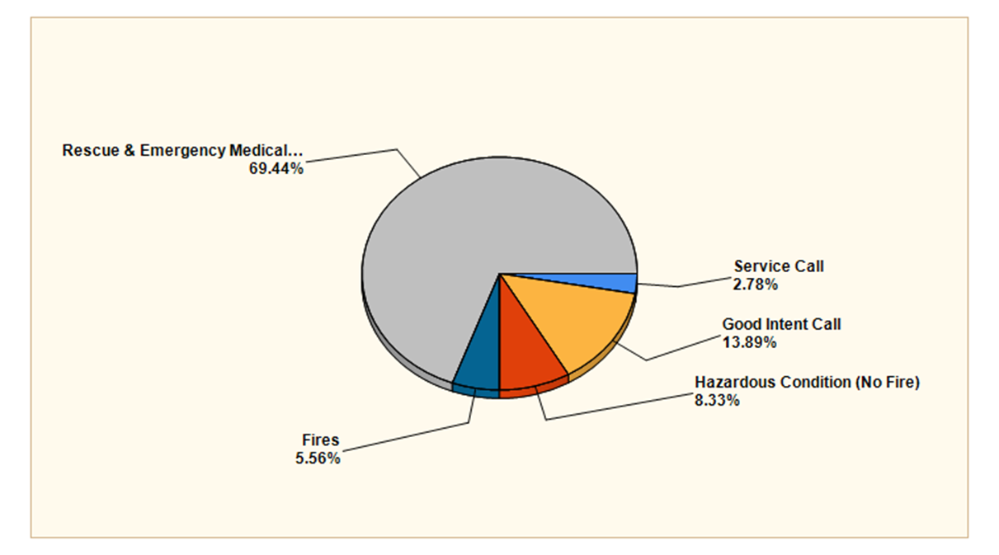 Rescue & Emergency Medical...
69.44%
Service Call
2.78%
Good Intent Call
13.89%
Hazardous Condition (No Fire)
8.33%
Fires
5.56%